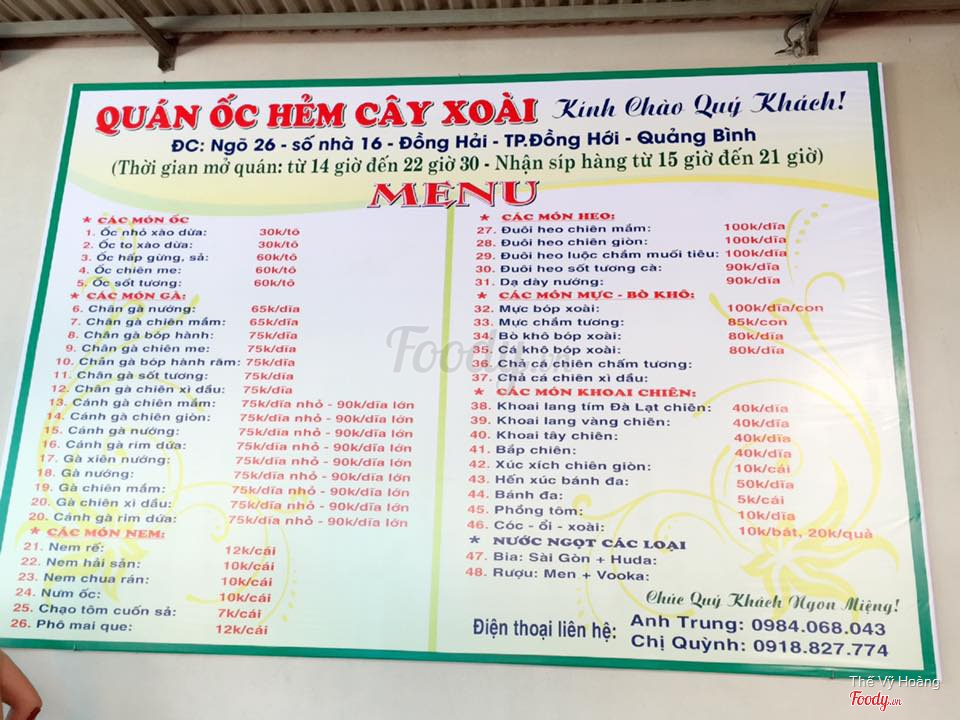 QUÁN ỐC HẺM CÂY XOÀI Kính Chào Quý Khách!
ĐC: Ngõ 26 - số nhà 16 - Đồng Hải - TP.Đồng Hới - Quảng Bình
(Thời gian mở quán: từ 14 giờ đến 22 giờ 30 - Nhận síp hàng từ 15 giờ đến 21 giờ)
MENU
★ CÁC MÓN ỐC
1. Ốc nhỏ xào dừa: 30k/tô
2. Ốc to xào dừa: 30k/tô
3. Ốc hấp gừng, sả: 60k/tô
4. Ốc chiên me: 60k/tô
5. Ốc sốt tương: 60k/tô
★ CÁC MÓN GÀ:
6. Chân gà nướng: 65k/dĩa
7. Chân gà chiên mắm: 65k/dĩa
8. Chân gà bóp hành: 75k/dĩa
9. Chân gà chiên me: 75k/dĩa
10. Chân gà bóp hành răm: 75k/dĩa
11. Chân gà sốt tương: 75k/dĩa
12. Chân gà chiên xì dầu: 75k/dĩa
13. Cánh gà chiên mắm: 75k/dĩa nhỏ - 90k/dĩa lớn
14. Cánh gà chiên giòn: 75k/dĩa nhỏ - 90k/dĩa lớn
15. Cánh gà nướng: 75k/dĩa nhỏ - 90k/dĩa lớn
16. Cánh gà rim dứa: 75k/dĩa nhỏ - 90k/dĩa lớn
17. Gà xiên nướng: 75k/dĩa nhỏ - 90k/dĩa lớn
18. Gà nướng: 75k/dĩa nhỏ - 90k/dĩa lớn
19. Gà chiên mắm: 75k/dĩa nhỏ - 90k/dĩa lớn
20. Gà chiên xì dầu: 75k/dĩa nhỏ - 90k/dĩa lớn
20. Cánh gà rim dứa: 75k/dĩa nhỏ - 90k/dĩa lớn
★ CÁC MÓN NEM:
21. Nem rế: 12k/cái
22. Nem hải sản: 10k/cái
23. Nem chua rán: 10k/cái
24. Nưm ốc: 10k/cái
25. Chạo tôm cuốn sả: 7k/cái
26. Phô mai que: 12k/cái
★ CÁC MÓN HEO:
27. Đuôi heo chiên mắm: 100k/dĩa
28. Đuôi heo chiên giòn: 100k/dĩa
29. Đuôi heo luộc chấm muối tiêu: 100k/dĩa
30. Đuôi heo sốt tương cà: 90k/dĩa
31. Dạ dày nướng: 90k/dĩa
★ CÁC MÓN MỰC - BÒ KHÔ:
32. Mực bóp xoài: 100k/dĩa/con
33. Mực chấm tương: 85k/con
34. Bò khô bóp xoài: 80k/dĩa
35. Cá khô bóp xoài: 80k/dĩa
36. Chả cá chiên chấm tương:
37. Chả cá chiên xì dầu:
★ CÁC MÓN KHOAI CHIÊN:
38. Khoai lang tím Đà Lạt chiên: 40k/dĩa
39. Khoai lang vàng chiên: 40k/dĩa
40. Khoai tây chiên: 40k/dĩa
41. Bắp chiên: 40k/dĩa
42. Xúc xích chiên giòn: 10k/cái
43. Hến xúc bánh đa: 50k/dĩa
44. Bánh đa: 5k/cái
45. Phồng tôm: 10k/dĩa
46. Cóc - ổi - xoài: 10k/bát, 20k/quả
★ NƯỚC NGỌT CÁC LOẠI
47. Bia: Sài Gòn + Huda:
48. Rượu: Men + Vooka:
Chúc Quý Khách Ngon Miệng!
Điện thoại liên hệ: Anh Trung: 0984.068.043
Chị Quỳnh: 0918.827.774
Foody.vn
Thế Vỹ Hoàng
Foody.vn